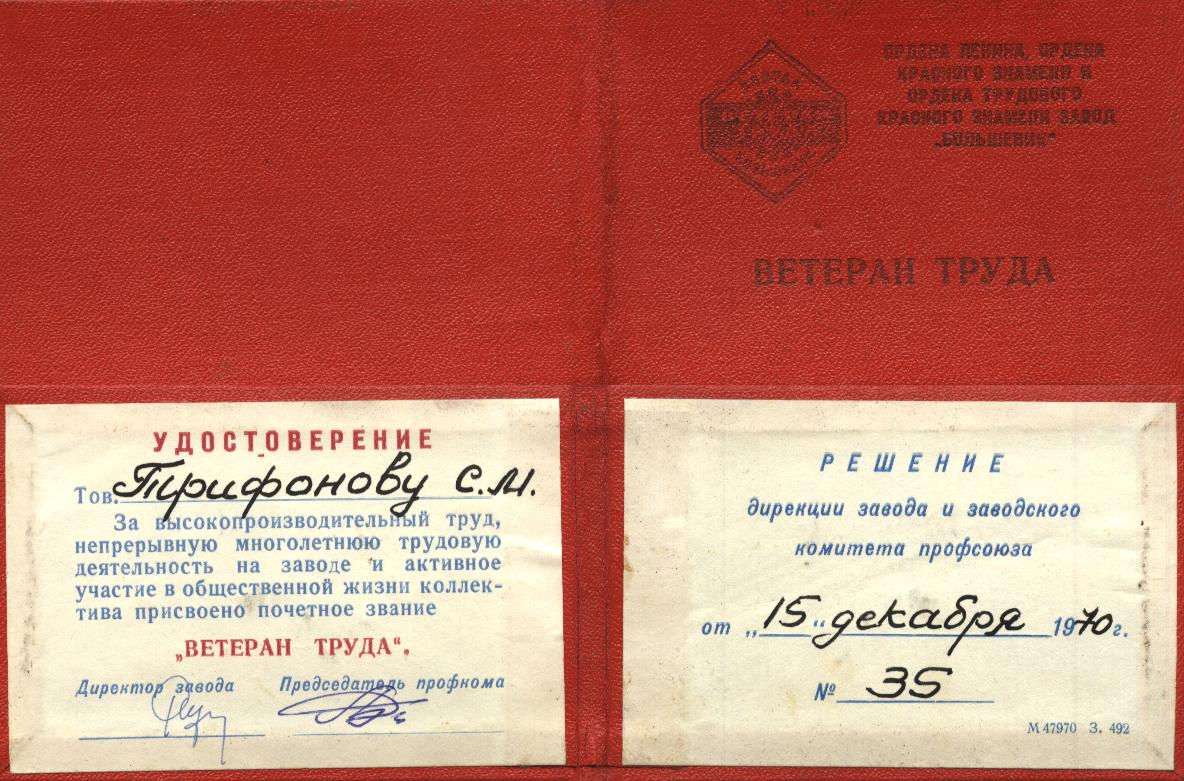 ЗАВОД
БОЛЬШЕВИК
ОРДЕНА ЛЕНИНА, ОРДЕНА
КРАСНОГО ЗНАМЕНИ И
ОРДЕНА ТРУДОВОГО
КРАСНОГО ЗНАМЕНИ ЗАВОД
„БОЛЬШЕВИК“
ВЕТЕРАН ТРУДА
УДОСТОВЕРЕНИЕ
Тов. Трифонову С.М.
За высокопроизводительный труд,
непрерывную многолетнюю трудовую
деятельность на заводе и активное
участие в общественной жизни коллек-
тива присвоено почетное звание
„ВЕТЕРАН ТРУДА“.
Директор завода Председатель профкома
РЕШЕНИЕ
дирекции завода и заводского
комитета профсоюза
от „15“ декабря 1970 г.
№ 35
М 47970 З. 492